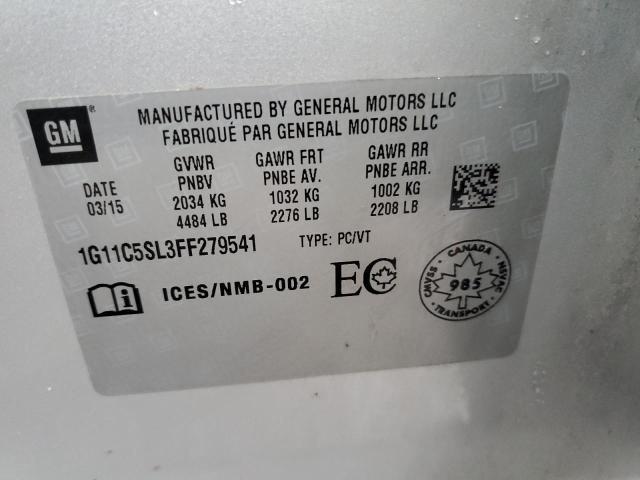 GM®
MANUFACTURED BY GENERAL MOTORS LLC
FABRIQUÉ PAR GENERAL MOTORS LLC
DATE
03/15
GVWR
PNBV
2034 KG
4484 LB
GAWR FRT
PNBE AV.
1032 KG
2276 LB
GAWR RR
PNBE ARR.
1002 KG
2208 LB
1G11C5SL3FF279541 TYPE: PC/VT
i ICES/NMB-002 EC
CANADA
CMVSS 985 NSVAC
TRANSPORT